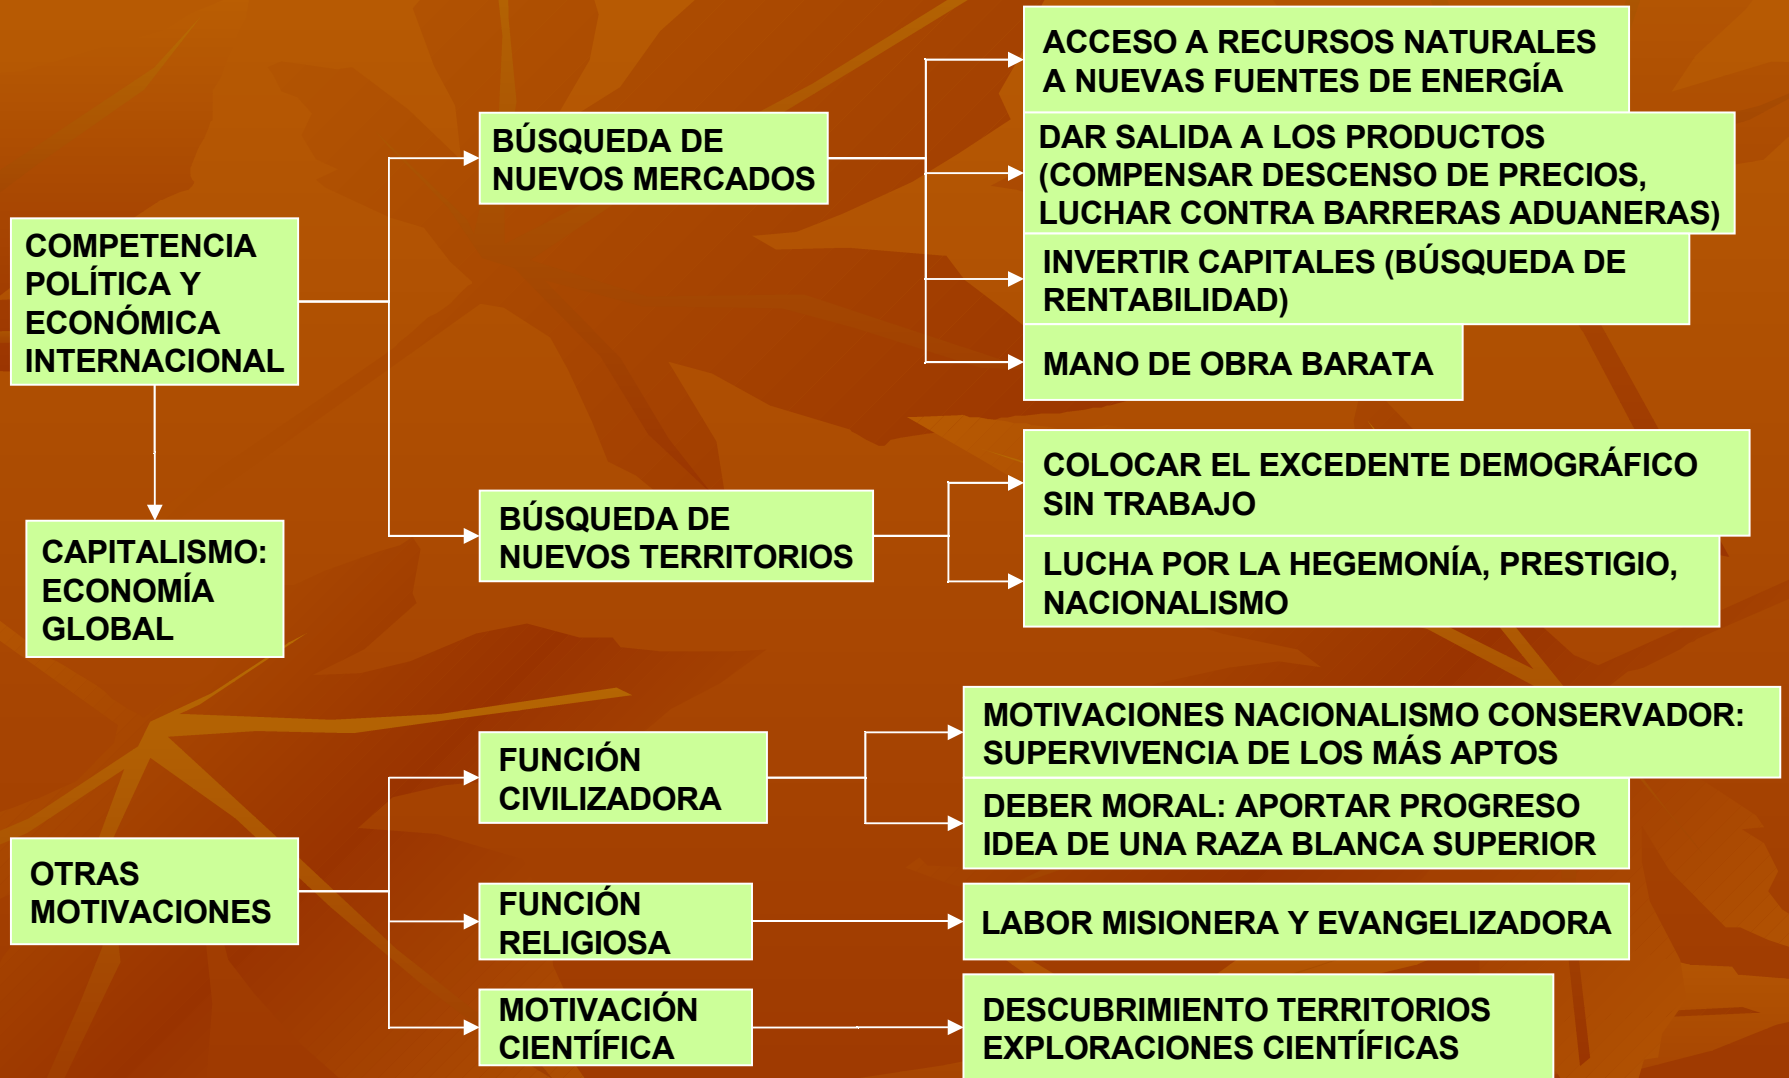 COMPETENCIA
POLÍTICA Y
ECONÓMICA
INTERNACIONAL
CAPITALISMO:
ECONOMÍA
GLOBAL
BÚSQUEDA DE
NUEVOS MERCADOS
ACCESO A RECURSOS NATURALES
A NUEVAS FUENTES DE ENERGÍA
DAR SALIDA A LOS PRODUCTOS
(COMPENSAR DESCENSO DE PRECIOS,
LUCHAR CONTRA BARRERAS ADUANERAS)
INVERTIR CAPITALES (BÚSQUEDA DE
RENTABILIDAD)
MANO DE OBRA BARATA
BÚSQUEDA DE
NUEVOS TERRITORIOS
COLOCAR EL EXCEDENTE DEMOGRÁFICO
SIN TRABAJO
LUCHA POR LA HEGEMONÍA, PRESTIGIO,
NACIONALISMO
OTRAS
MOTIVACIONES
FUNCIÓN
CIVILIZADORA
MOTIVACIONES NACIONALISMO CONSERVADOR:
SUPERVIVENCIA DE LOS MÁS APTOS
DEBER MORAL: APORTAR PROGRESO
IDEA DE UNA RAZA BLANCA SUPERIOR
FUNCIÓN
RELIGIOSA
LABOR MISIONERA Y EVANGELIZADORA
MOTIVACIÓN
CIENTÍFICA
DESCUBRIMIENTO TERRITORIOS
EXPLORACIONES CIENTÍFICAS